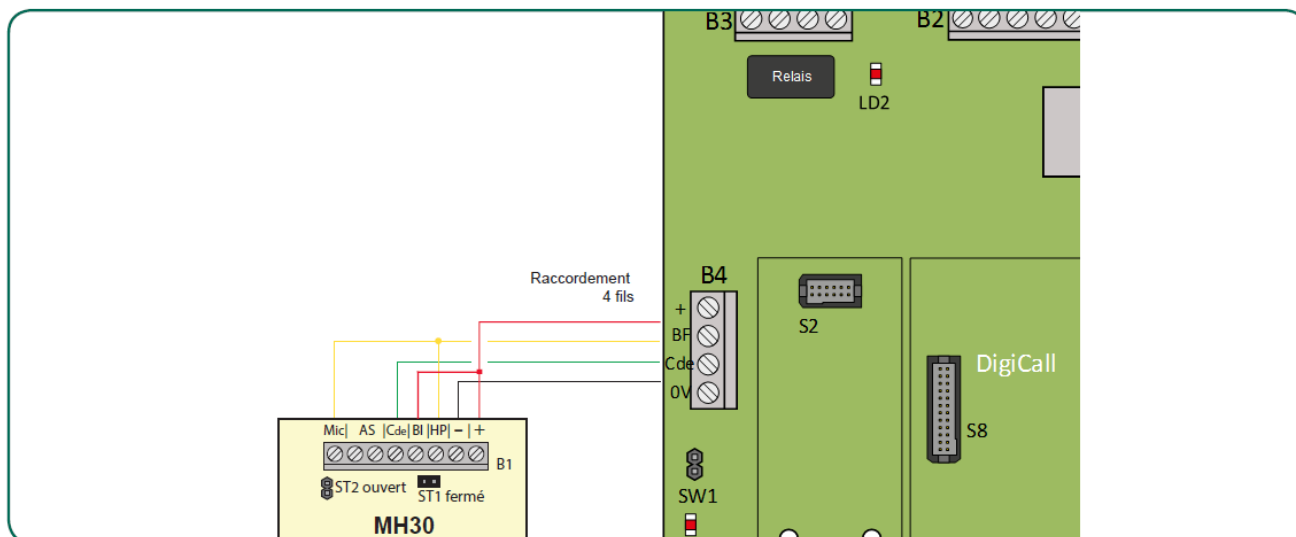 B3
B2
Relais
LD2
Raccordement
4 fils
B4
+
BF
Cde
0V
S2
DigiCall
S8
SW1
Mic| AS |Cde| BI |HP| – | +
B1
ST2 ouvert
ST1 fermé
MH30